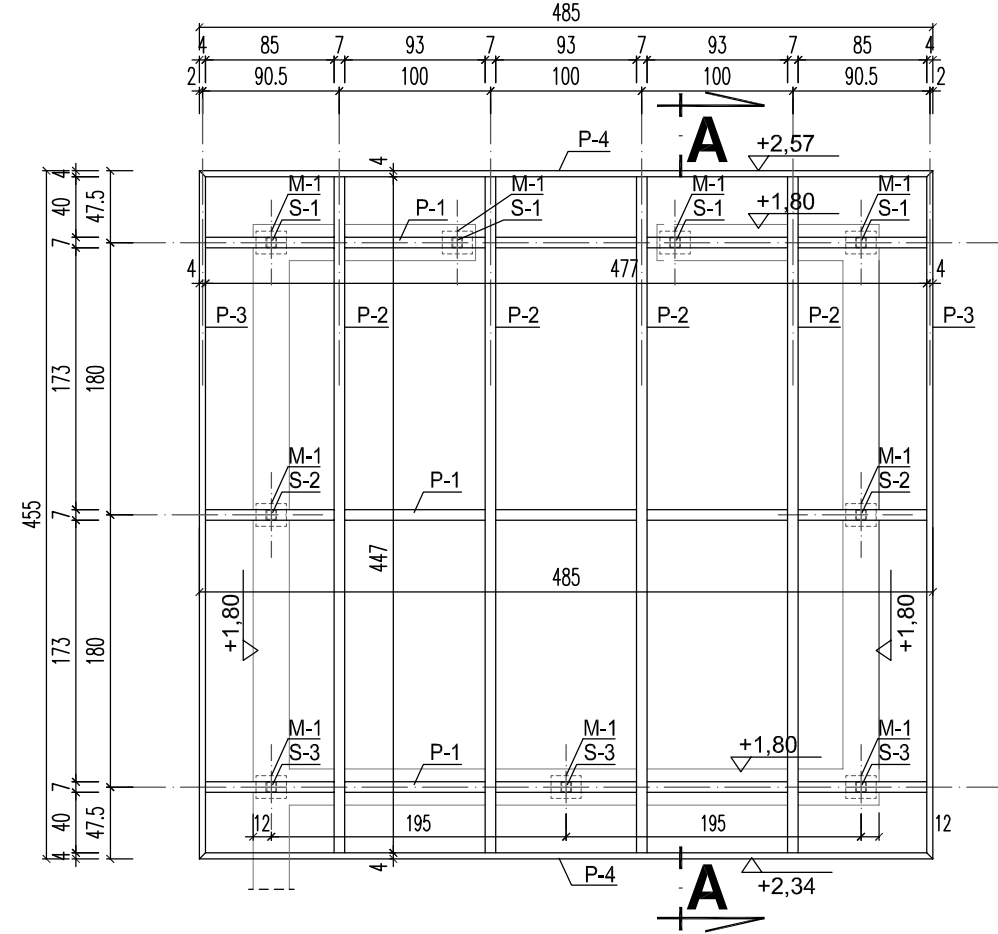 485
4 85 7 93 7 93 7 93 7 85 4
2 90.5 100 100 100 90.5 2
A
P-4
+2,57
4
4 40 47.5
M-1 M-1 M-1 M-1
S-1 P-1 S-1 S-1 +1,80 S-1
7
4 477 4
P-3 P-2 P-2 P-2 P-2 P-3
173 180
M-1 M-1
S-2 P-1 S-2
455 7
447
485
+1,80 +1,80
173 180
M-1 M-1 M-1
S-3 P-1 S-3 +1,80 S-3
7
40 47.5 12 195 195 12
4
4
P-4
+2,34
A